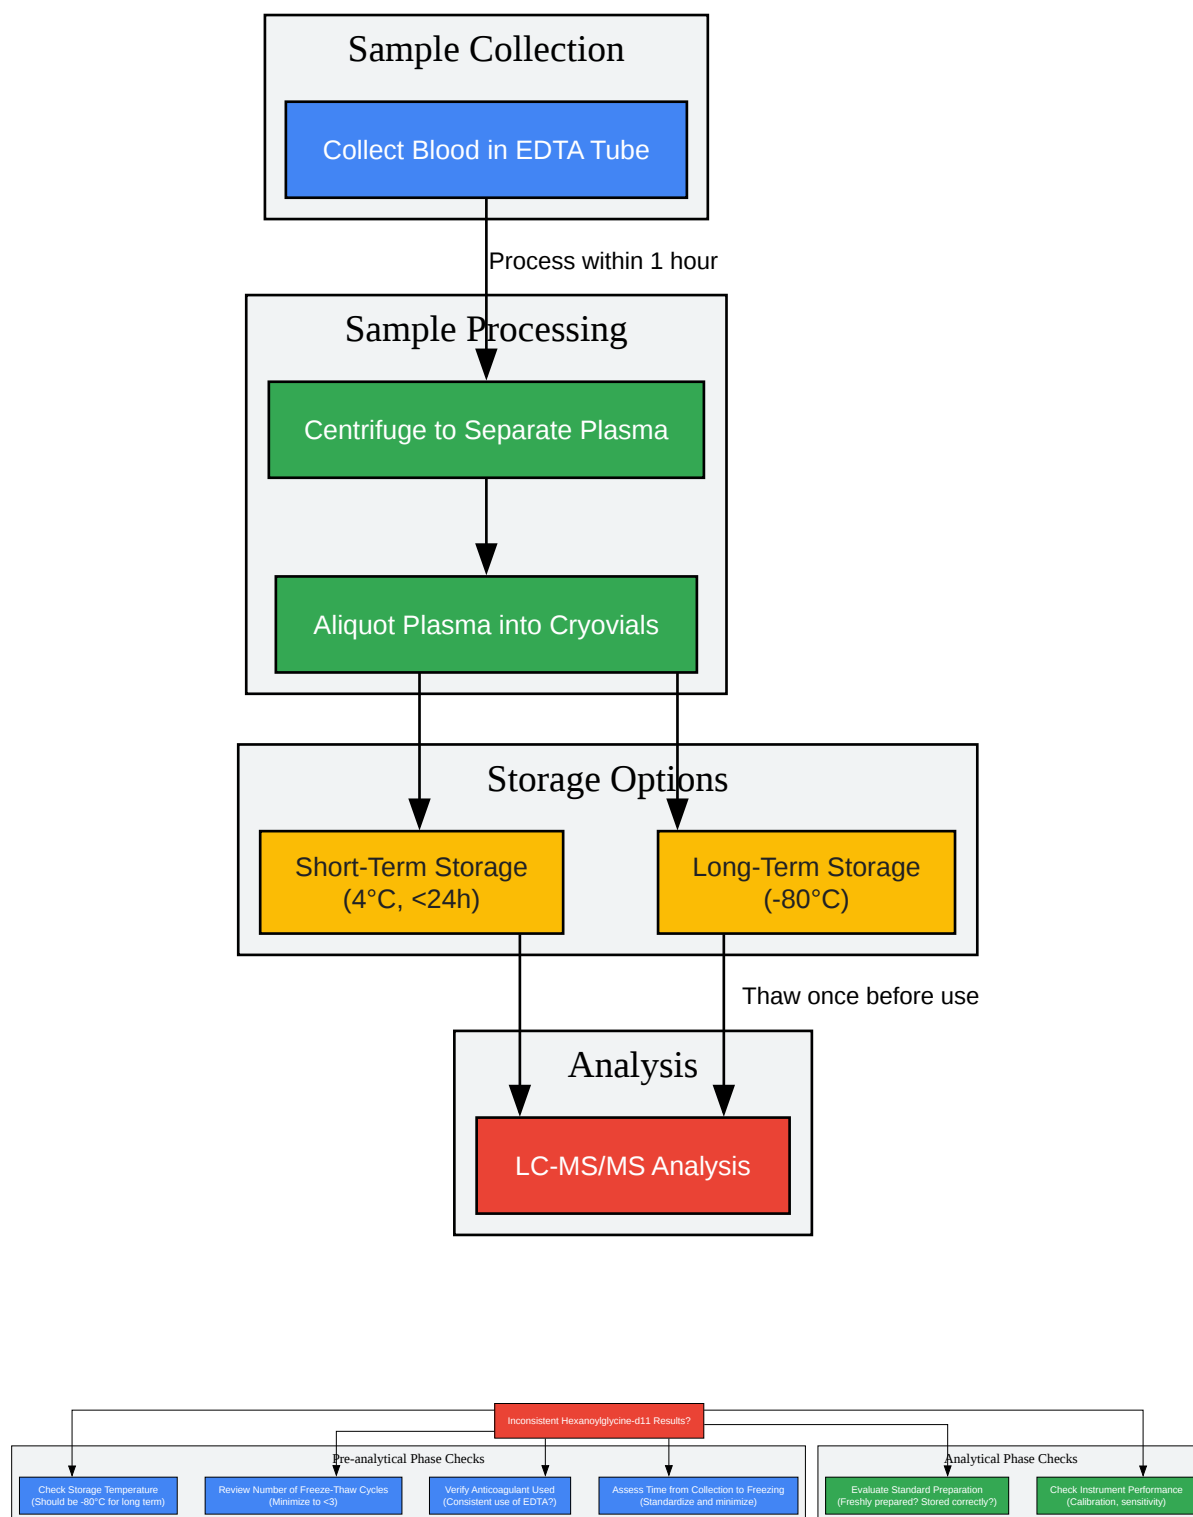 Sample Collection
Collect Blood in EDTA Tube
Process within 1 hour
Sample Processing
Centrifuge to Separate Plasma
Aliquot Plasma into Cryovials
Storage Options
Short-Term Storage
(4°C, <24h)
Long-Term Storage
(-80°C)
Thaw once before use
Analysis
LC-MS/MS Analysis
Inconsistent Hexanoylglycine-d11 Results?
Pre-analytical Phase Checks
Check Storage Temperature
(Should be -80°C for long term)
Review Number of Freeze-Thaw Cycles
(Minimize to <3)
Verify Anticoagulant Used
(Consistent use of EDTA?)
Assess Time from Collection to Freezing
(Standardize and minimize)
Analytical Phase Checks
Evaluate Standard Preparation
(Freshly prepared? Stored correctly?)
Check Instrument Performance
(Calibration, sensitivity)